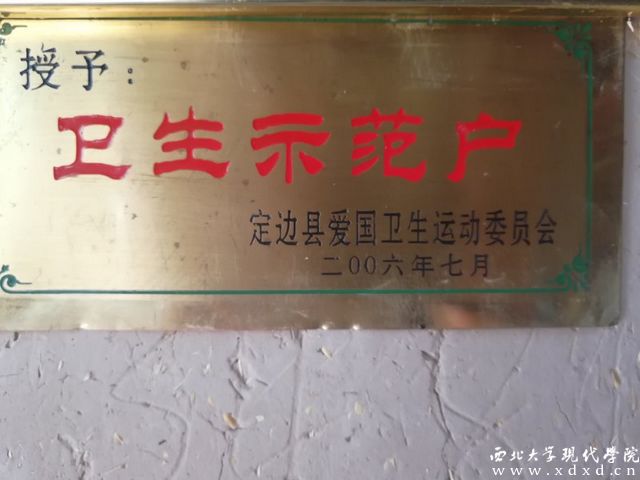 授予：
卫生示范户
定边县爱国卫生运动委员会
二00六年七月
西北大学现代学院
www.xdxd.cn